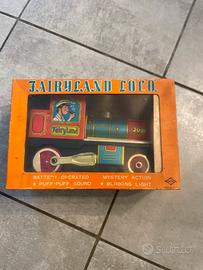 FAIRYLAND LOCO
Fairyland
BATTERY OPERATED
MYSTERY ACTION
PUFF-PUFF SOUND
BLINKING LIGHT
Subito